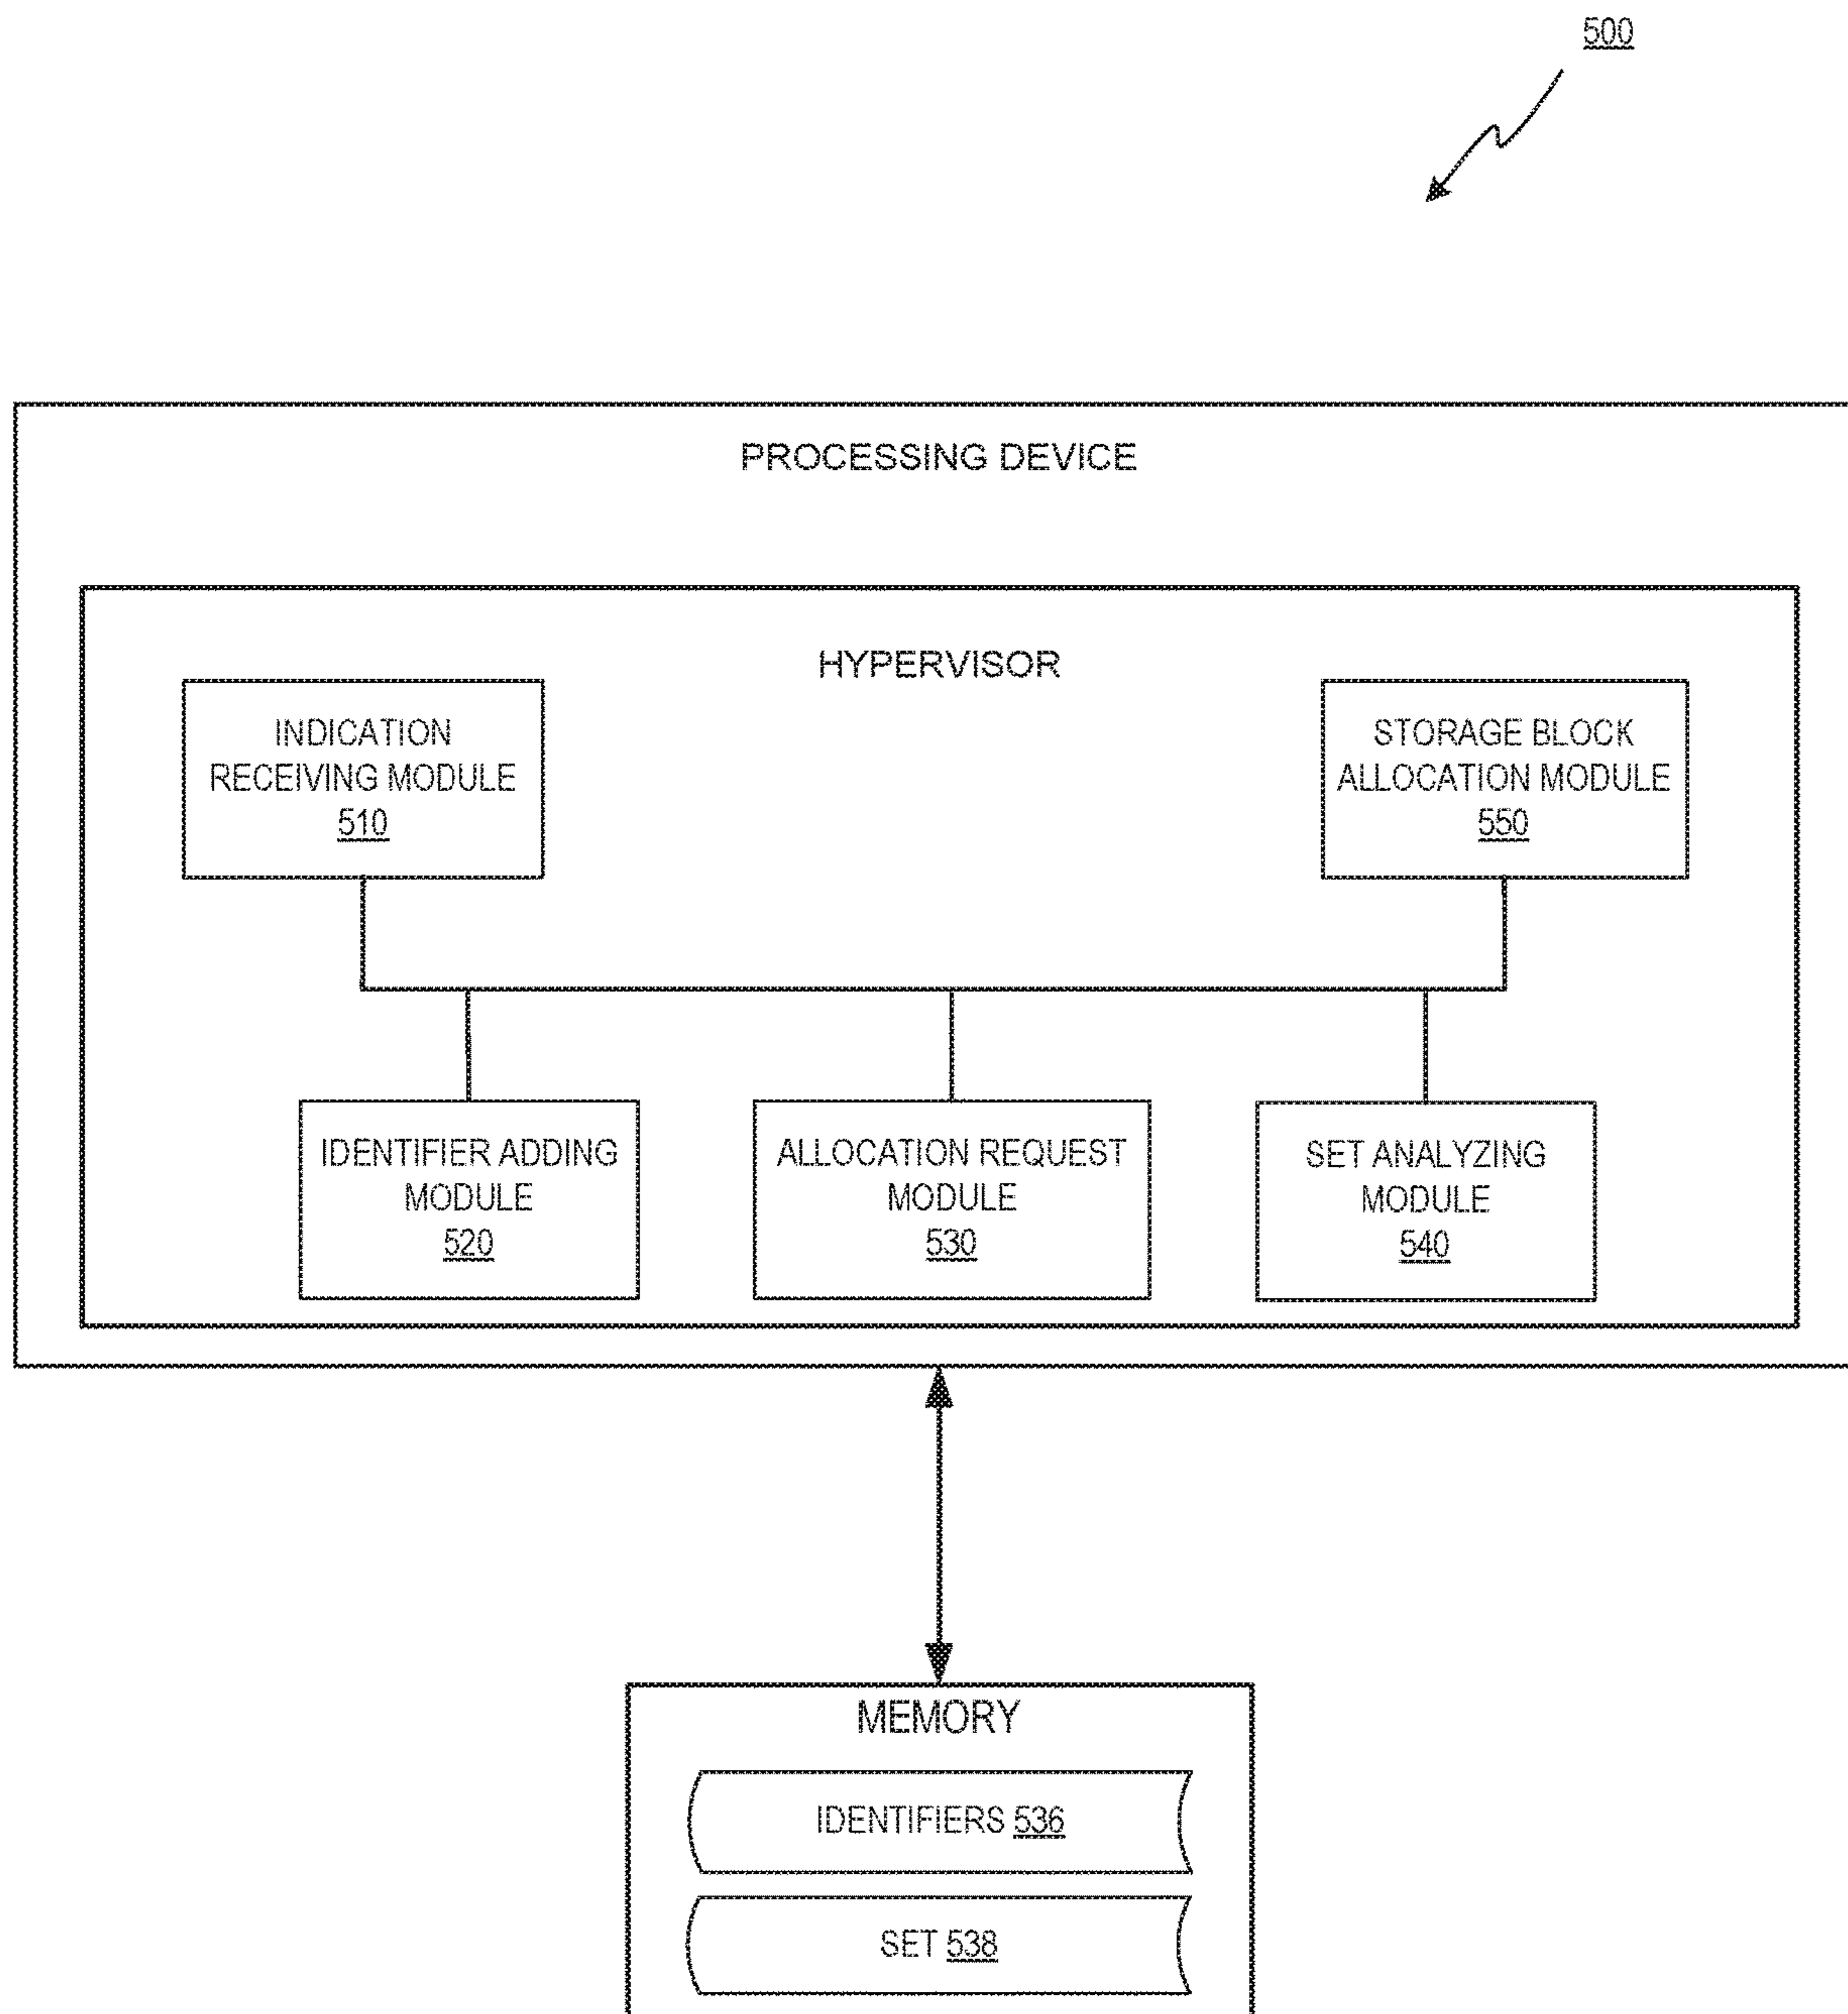 500
PROCESSING DEVICE
HYPERVISOR
INDICATION
RECEIVING MODULE
510
STORAGE BLOCK
ALLOCATION MODULE
550
IDENTIFIER ADDING
MODULE
520
ALLOCATION REQUEST
MODULE
530
SET ANALYZING
MODULE
540
MEMORY
IDENTIFIERS 536
SET 538